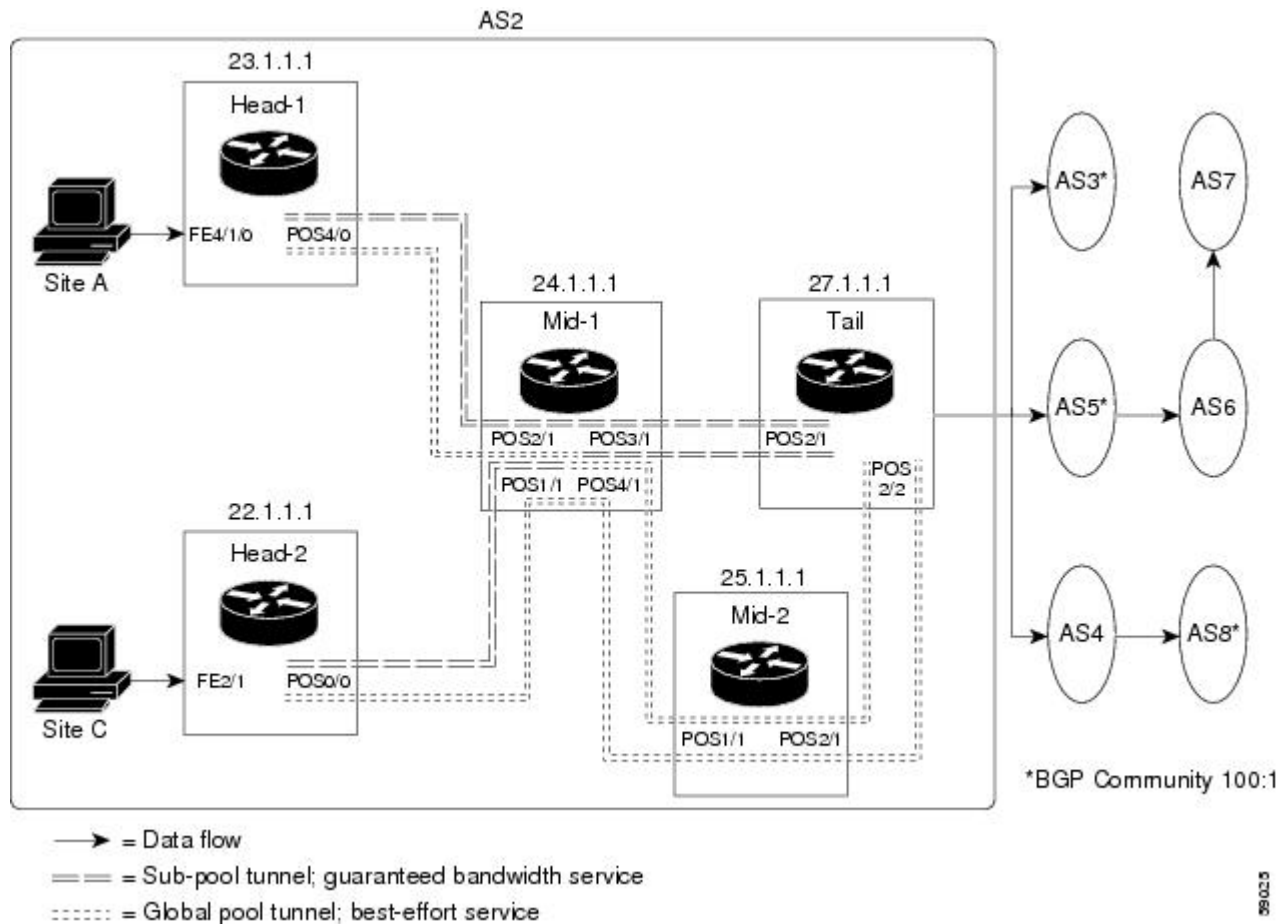 AS2
23.1.1.1
Head-1
FE4/1/0
POS4/0
Site A
24.1.1.1
Mid-1
POS2/1
POS3/1
POS1/1
POS4/1
27.1.1.1
Tail
POS2/1
POS
2/2
22.1.1.1
Head-2
FE2/1
POS0/0
Site C
25.1.1.1
Mid-2
POS1/1
POS2/1
AS3*
AS7
AS5*
AS6
AS4
AS8*
*BGP Community 100:1
= Data flow
= Sub-pool tunnel; guaranteed bandwidth service
= Global pool tunnel; best-effort service
59025